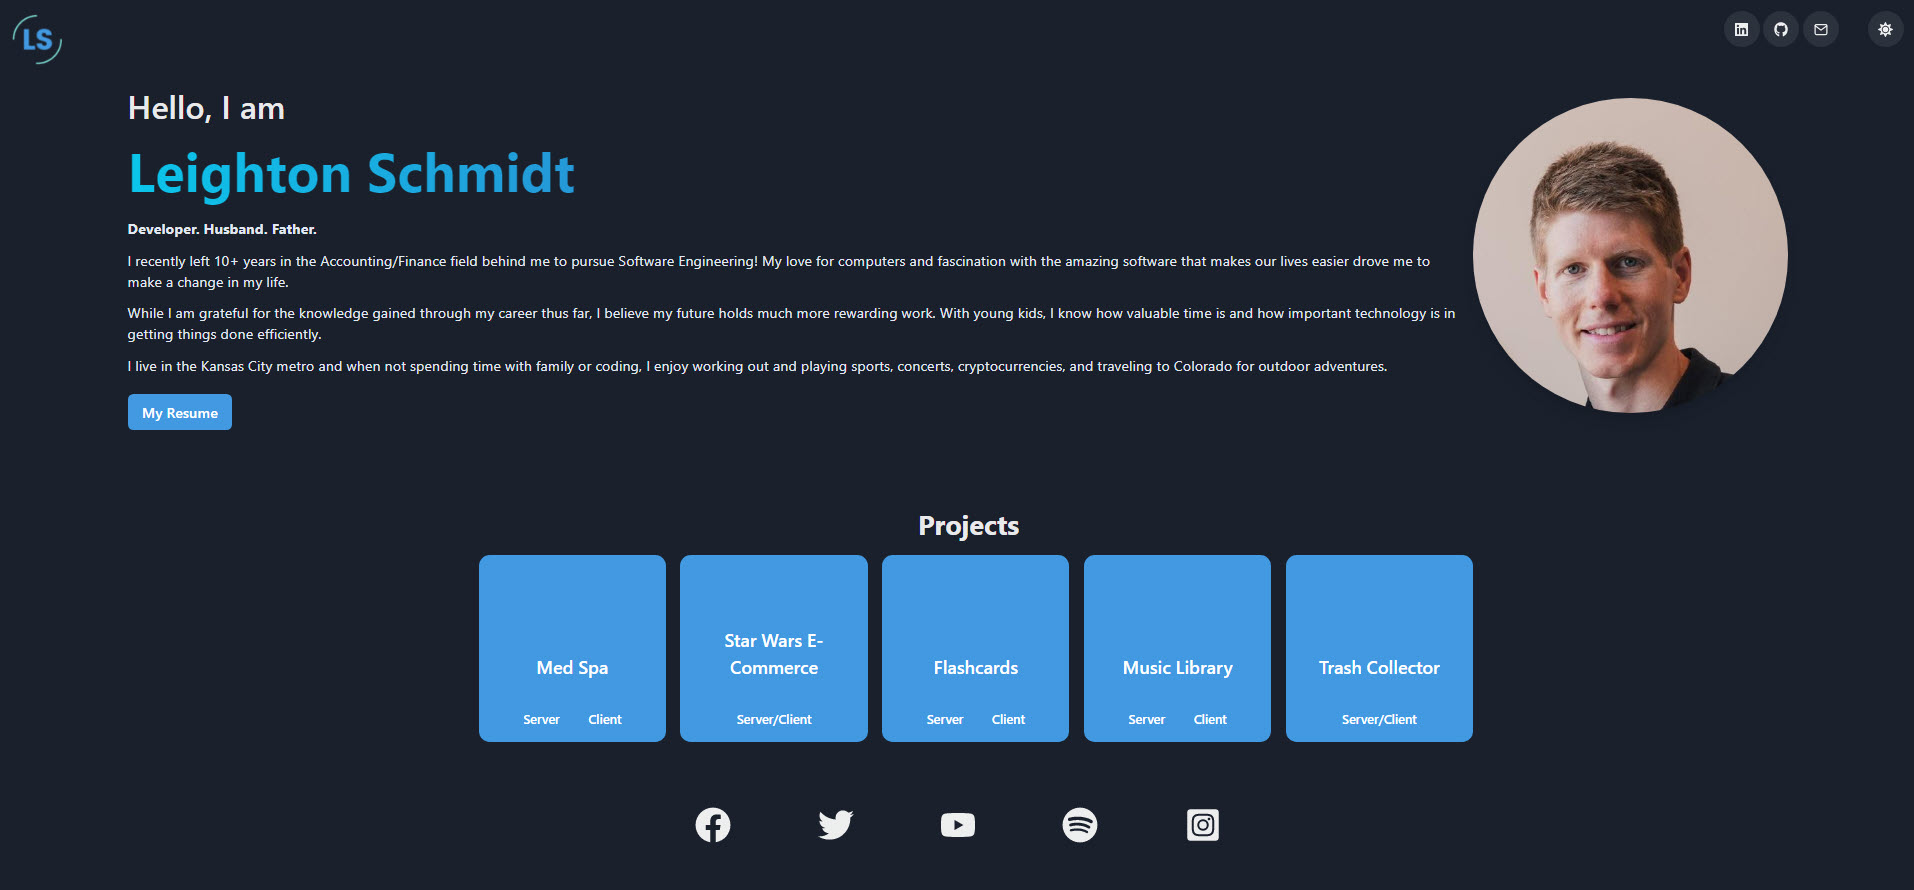 LS
Hello, I am
Leighton Schmidt
Developer. Husband. Father.
I recently left 10+ years in the Accounting/Finance field behind me to pursue Software Engineering! My love for computers and fascination with the amazing software that makes our lives easier drove me to
make a change in my life.
While I am grateful for the knowledge gained through my career thus far, I believe my future holds much more rewarding work. With young kids, I know how valuable time is and how important technology is in
getting things done efficiently.
I live in the Kansas City metro and when not spending time with family or coding, I enjoy working out and playing sports, concerts, cryptocurrencies, and traveling to Colorado for outdoor adventures.
My Resume
Projects
Med Spa
Server Client
Star Wars E-
Commerce
Server/Client
Flashcards
Server Client
Music Library
Server Client
Trash Collector
Server/Client